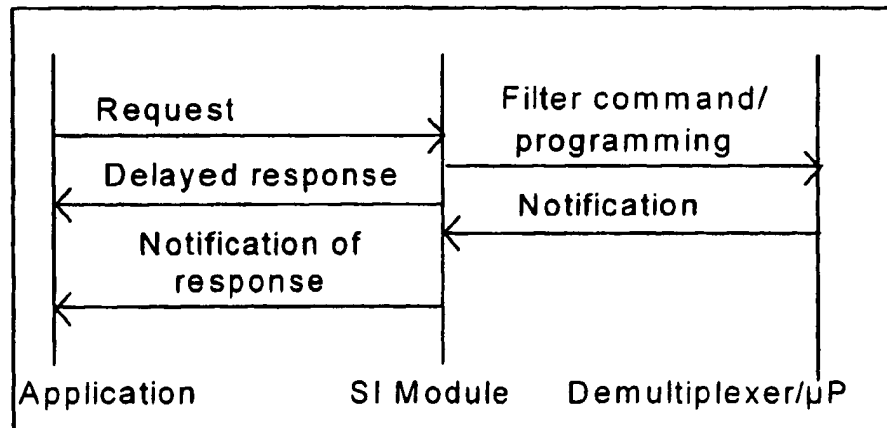 Request
Filter command/
programming
Delayed response
Notification
Notification of
response
Application
SI Module
Demultiplexer/µP